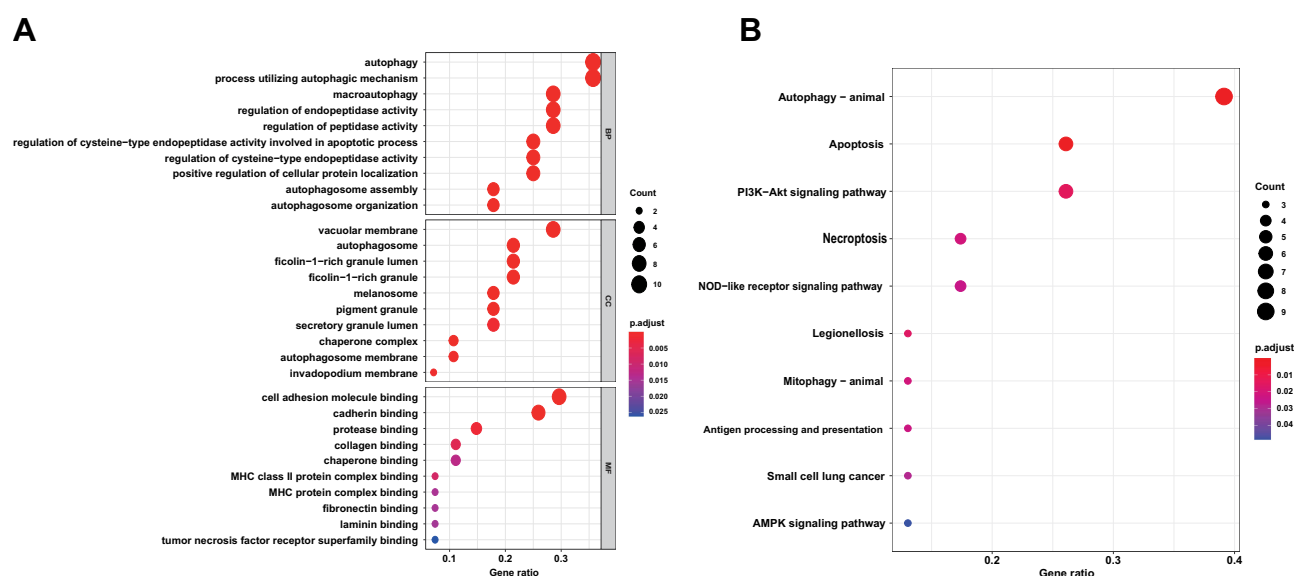 A
autophagy
process utilizing autophagic mechanism
macroautophagy
regulation of endopeptidase activity
regulation of peptidase activity
regulation of cysteine−type endopeptidase activity involved in apoptotic process
regulation of cysteine−type endopeptidase activity
positive regulation of cellular protein localization
autophagosome assembly
autophagosome organization
BP
vacuolar membrane
autophagosome
ficolin−1−rich granule lumen
ficolin−1−rich granule
melanosome
pigment granule
secretory granule lumen
chaperone complex
autophagosome membrane
invadopodium membrane
CC
cell adhesion molecule binding
cadherin binding
protease binding
collagen binding
chaperone binding
MHC class II protein complex binding
MHC protein complex binding
fibronectin binding
laminin binding
tumor necrosis factor receptor superfamily binding
MF
0.1 0.2 0.3
Gene ratio
Count
2
4
6
8
10
p.adjust
0.005
0.010
0.015
0.020
0.025
B
Autophagy − animal
Apoptosis
PI3K−Akt signaling pathway
Necroptosis
NOD−like receptor signaling pathway
Legionellosis
Mitophagy − animal
Antigen processing and presentation
Small cell lung cancer
AMPK signaling pathway
0.2 0.3 0.4
Gene ratio
Count
3
4
5
6
7
8
9
p.adjust
0.01
0.02
0.03
0.04